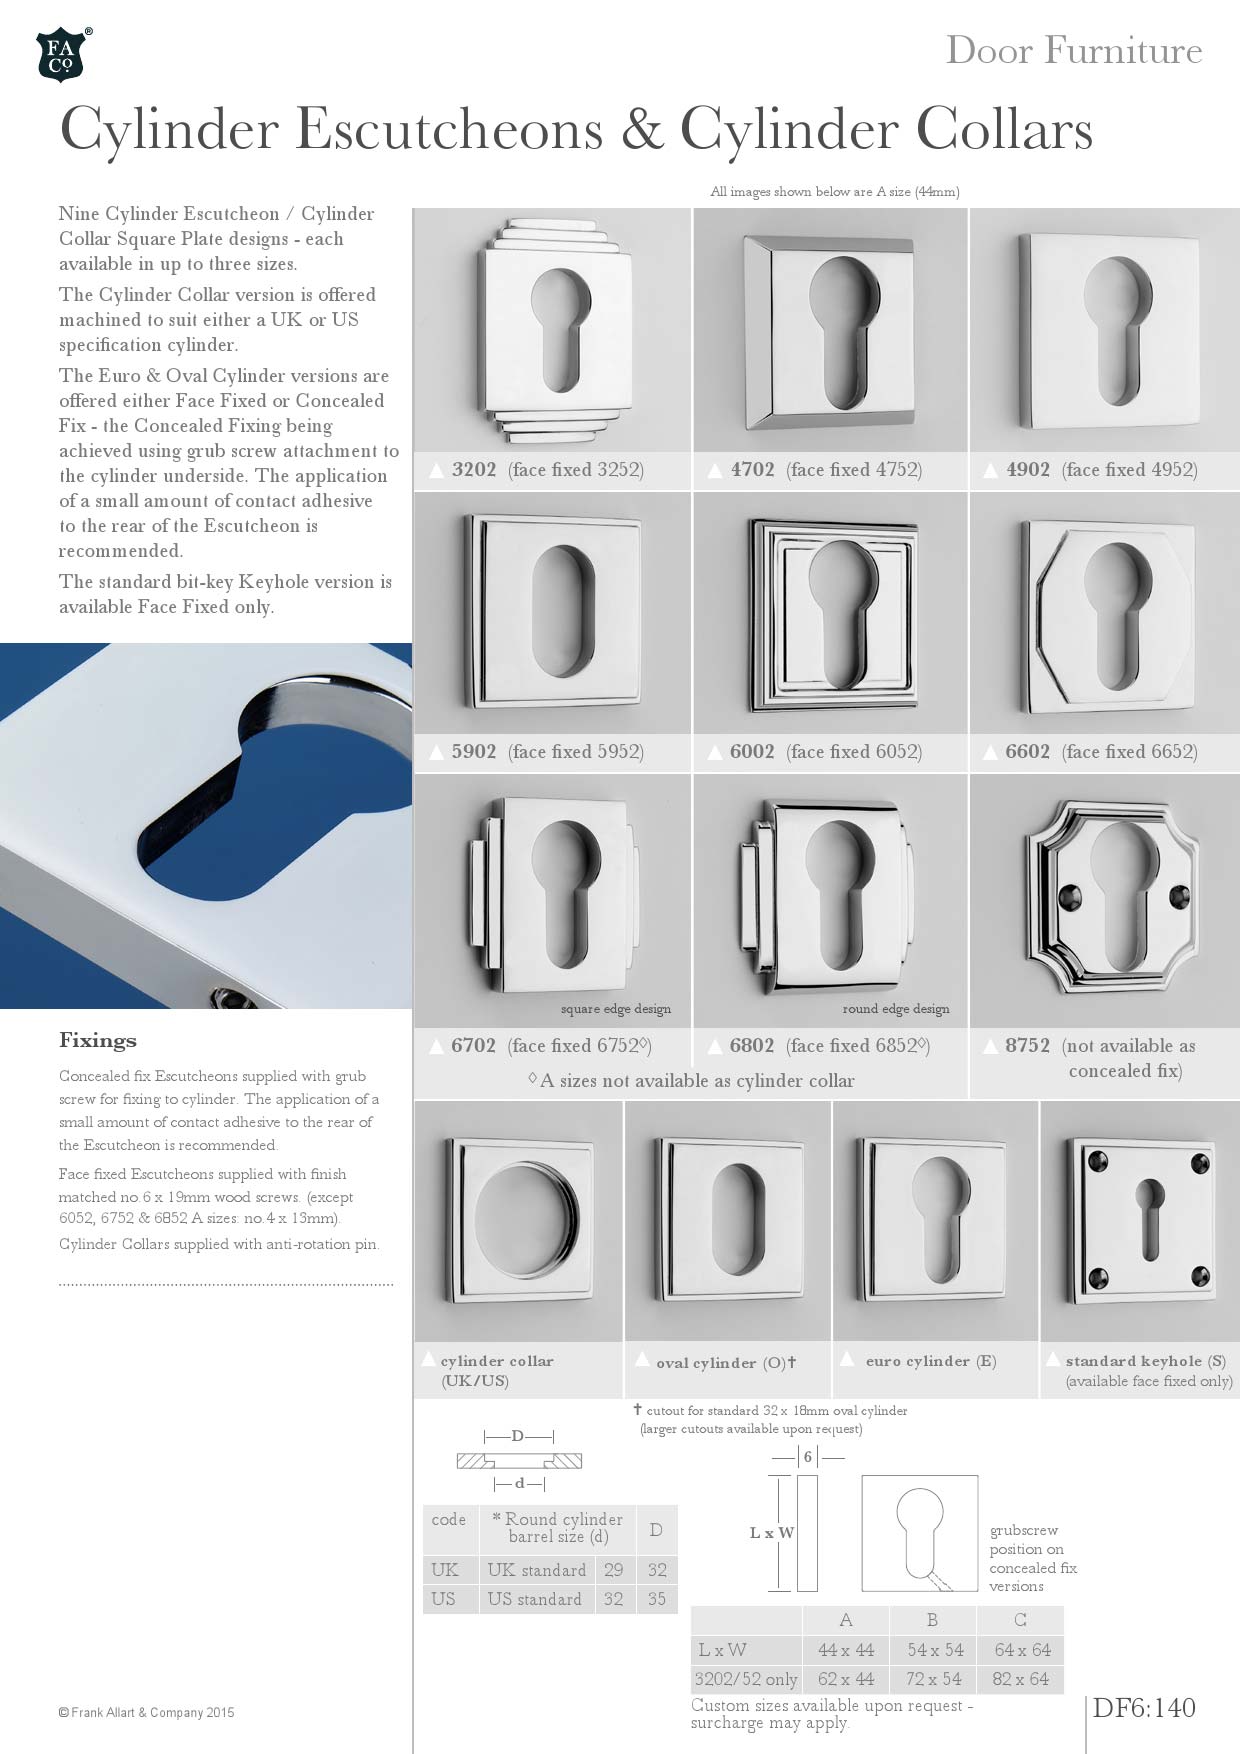 FA
Co.
®
Door Furniture
Cylinder Escutcheons & Cylinder Collars
All images shown below are A size (44mm)
Nine Cylinder Escutcheon / Cylinder
Collar Square Plate designs - each
available in up to three sizes.
The Cylinder Collar version is offered
machined to suit either a UK or US
specification cylinder.
The Euro & Oval Cylinder versions are
offered either Face Fixed or Concealed
Fix - the Concealed Fixing being
achieved using grub screw attachment to
the cylinder underside. The application
of a small amount of contact adhesive
to the rear of the Escutcheon is
recommended.
The standard bit-key Keyhole version is
available Face Fixed only.
3202 (face fixed 3252)
4702 (face fixed 4752)
4902 (face fixed 4952)
5902 (face fixed 5952)
6002 (face fixed 6052)
6602 (face fixed 6652)
square edge design
round edge design
6702 (face fixed 6752◊)
6802 (face fixed 6852◊)
8752 (not available as
concealed fix)
◊ A sizes not available as cylinder collar
Fixings
Concealed fix Escutcheons supplied with grub
screw for fixing to cylinder. The application of a
small amount of contact adhesive to the rear of
the Escutcheon is recommended.
Face fixed Escutcheons supplied with finish
matched no.6 x 19mm wood screws. (except
6052, 6752 & 6852 A sizes: no.4 x 13mm).
Cylinder Collars supplied with anti-rotation pin.
cylinder collar
(UK/US)
oval cylinder (O)✝
euro cylinder (E)
standard keyhole (S)
(available face fixed only)
✝ cutout for standard 32 x 18mm oval cylinder
(larger cutouts available upon request)
D
d
code * Round cylinder barrel size (d) D
UK UK standard 29 32
US US standard 32 35
6
L x W
grubscrew
position on
concealed fix
versions
A B C
L x W 44 x 44 54 x 54 64 x 64
3202/52 only 62 x 44 72 x 54 82 x 64
Custom sizes available upon request -
surcharge may apply.
© Frank Allart & Company 2015
DF6:140